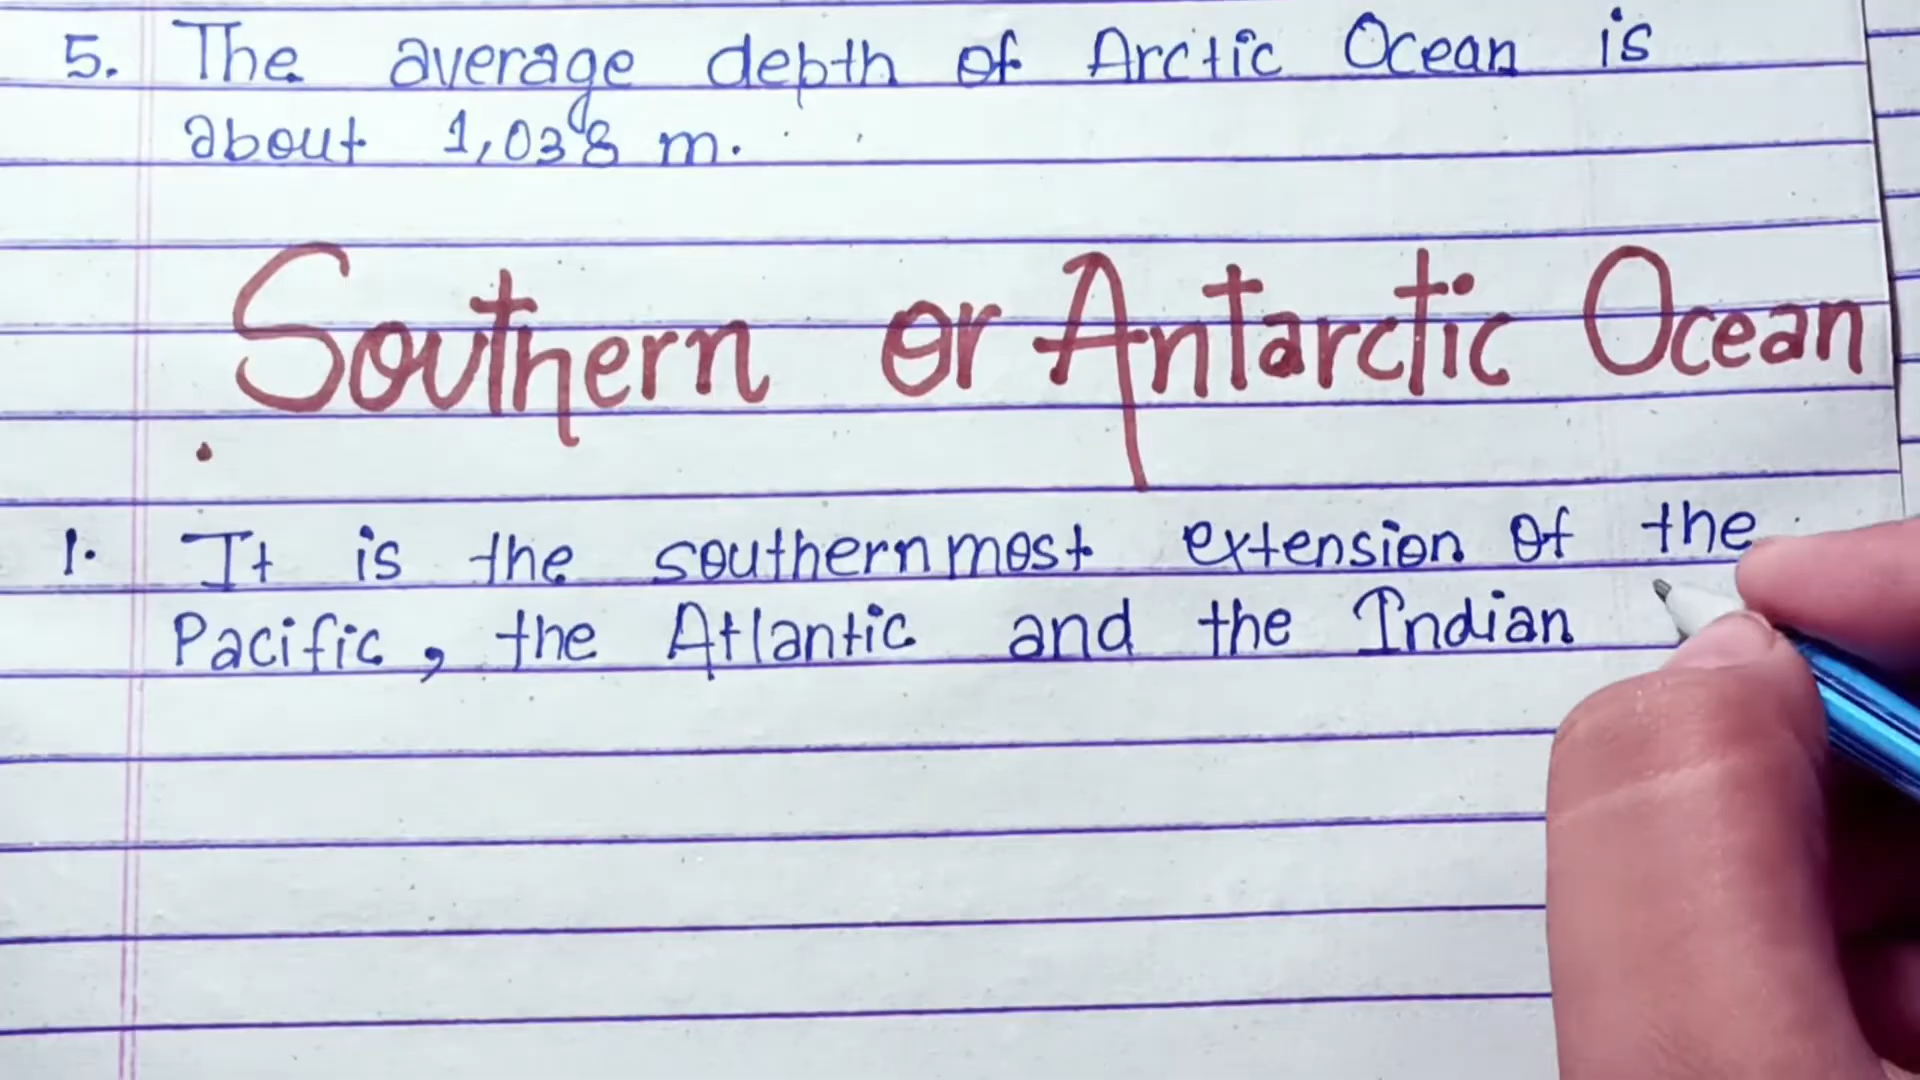 5. The average depth of Arctic Ocean is
about 1,038 m.
Southern or Antarctic Ocean
1. It is the southernmost extension of the
Pacific, the Atlantic and the Indian